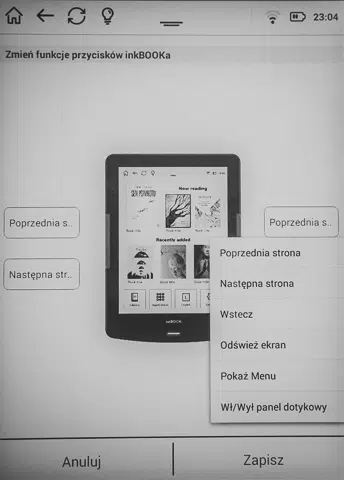 23:04
Zmień funkcje przycisków inkBOOKa
Now reading
Recently added
inkBOOK
Poprzednia s..
Następna str..
Poprzednia s..
Poprzednia strona
Następna strona
Wstecz
Odśwież ekran
Pokaż Menu
Wł/Wył panel dotykowy
Anuluj
Zapisz